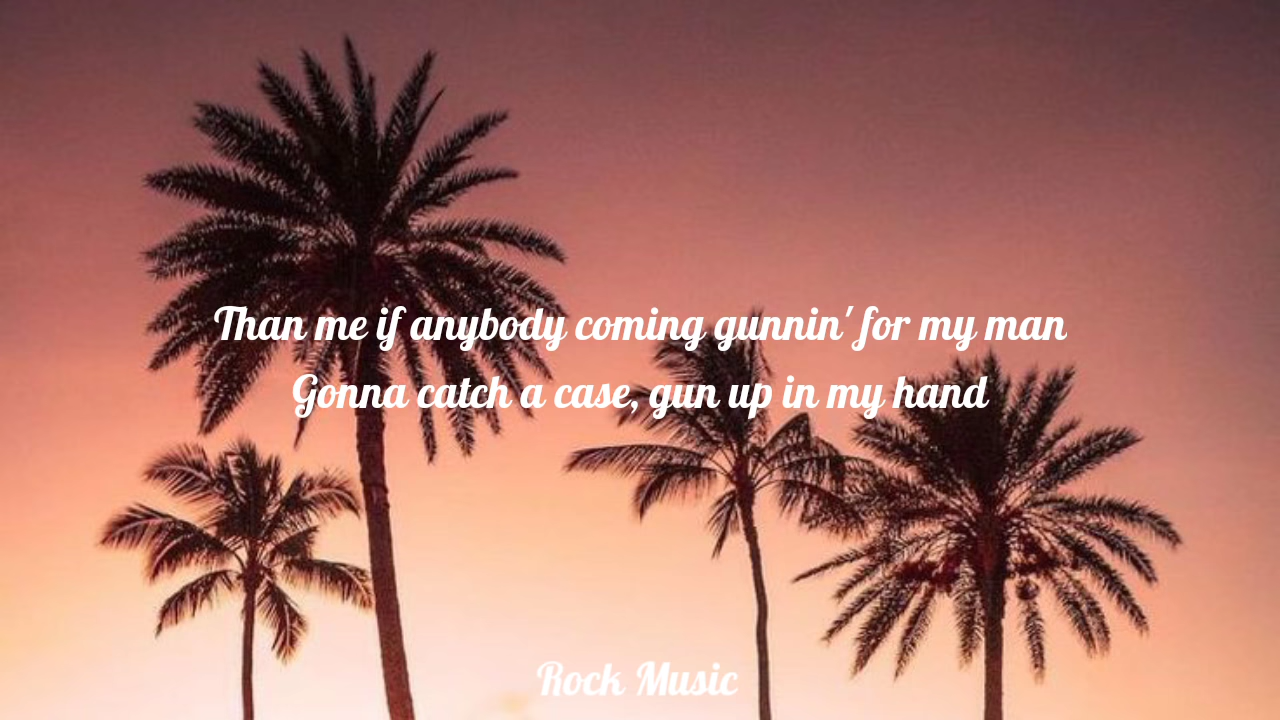 Than me if anybody coming gunnin' for my man
Gonna catch a case, gun up in my hand
Rock Music